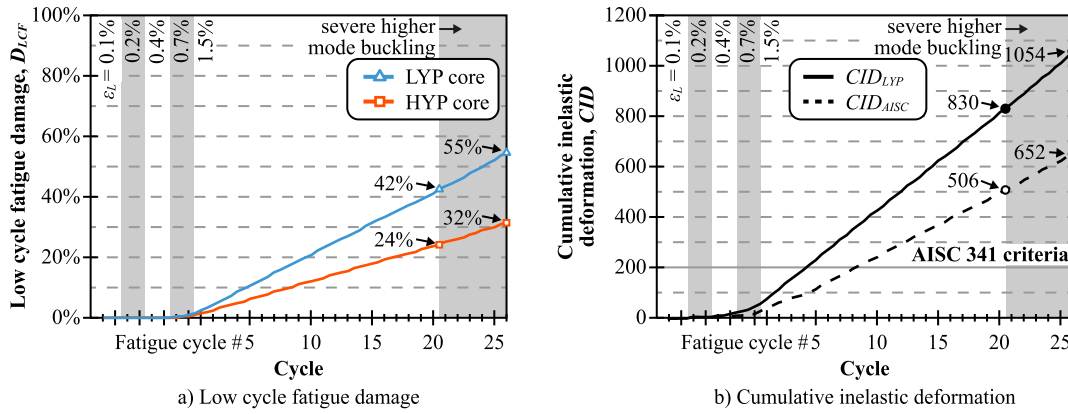 Low cycle fatigue damage, D_LCF
100%
80%
60%
40%
20%
0%
ε_L = 0.1%
0.2%
0.4%
0.7%
1.5%
severe higher
mode buckling
LYP core
HYP core
55%
42%
32%
24%
Fatigue cycle # 5
10
15
20
25
Cycle
a) Low cycle fatigue damage
Cumulative inelastic
deformation, CID
1200
1000
800
600
400
200
0
ε_L = 0.1%
0.2%
0.4%
0.7%
1.5%
severe higher
mode buckling
1054
CID_LYP
CID_AISC
830
652
506
AISC 341 criteria
Fatigue cycle # 5
10
15
20
25
Cycle
b) Cumulative inelastic deformation